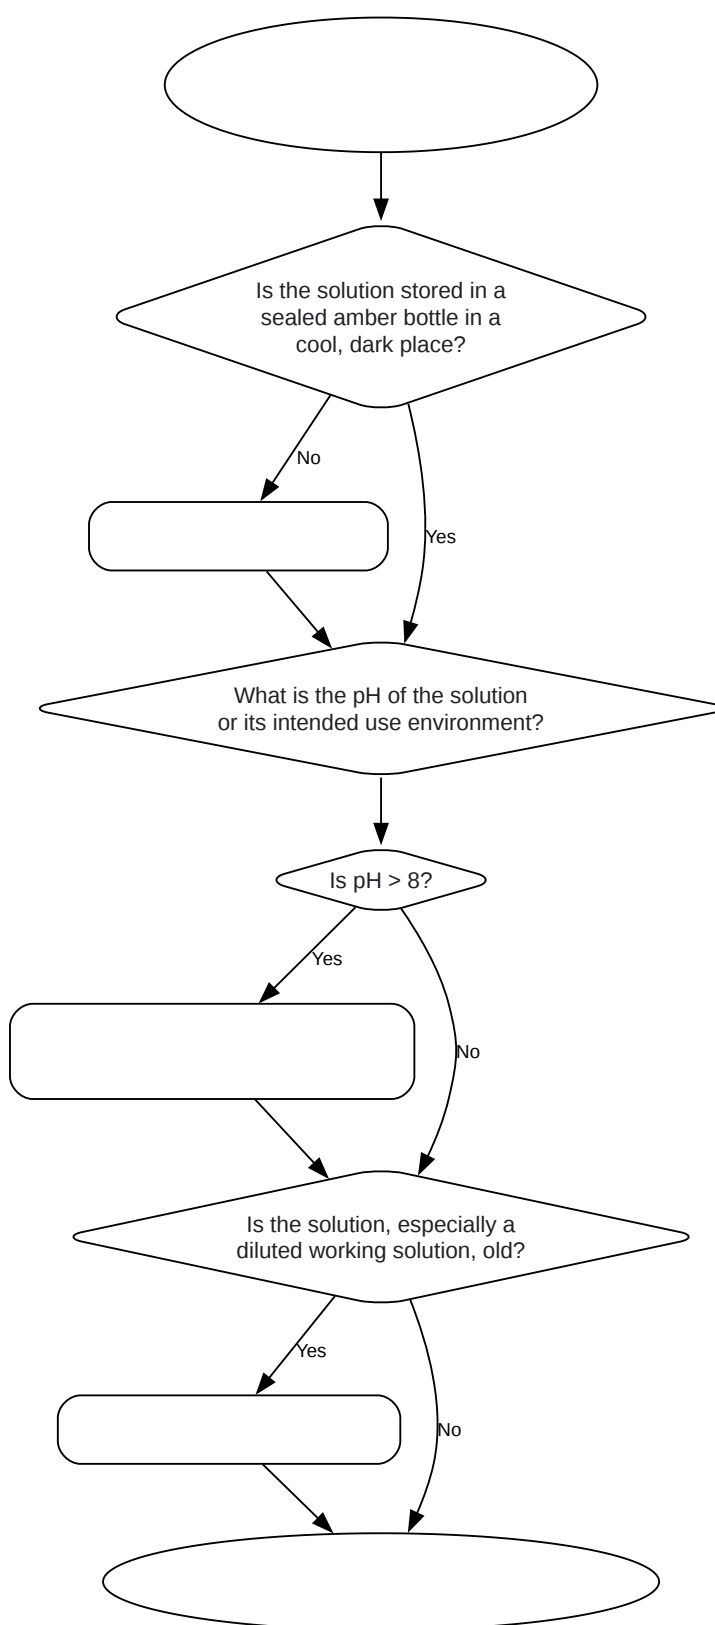 Is the solution stored in a
sealed amber bottle in a
cool, dark place?
No
Yes
What is the pH of the solution
or its intended use environment?
Is pH > 8?
Yes
No
Is the solution, especially a
diluted working solution, old?
Yes
No